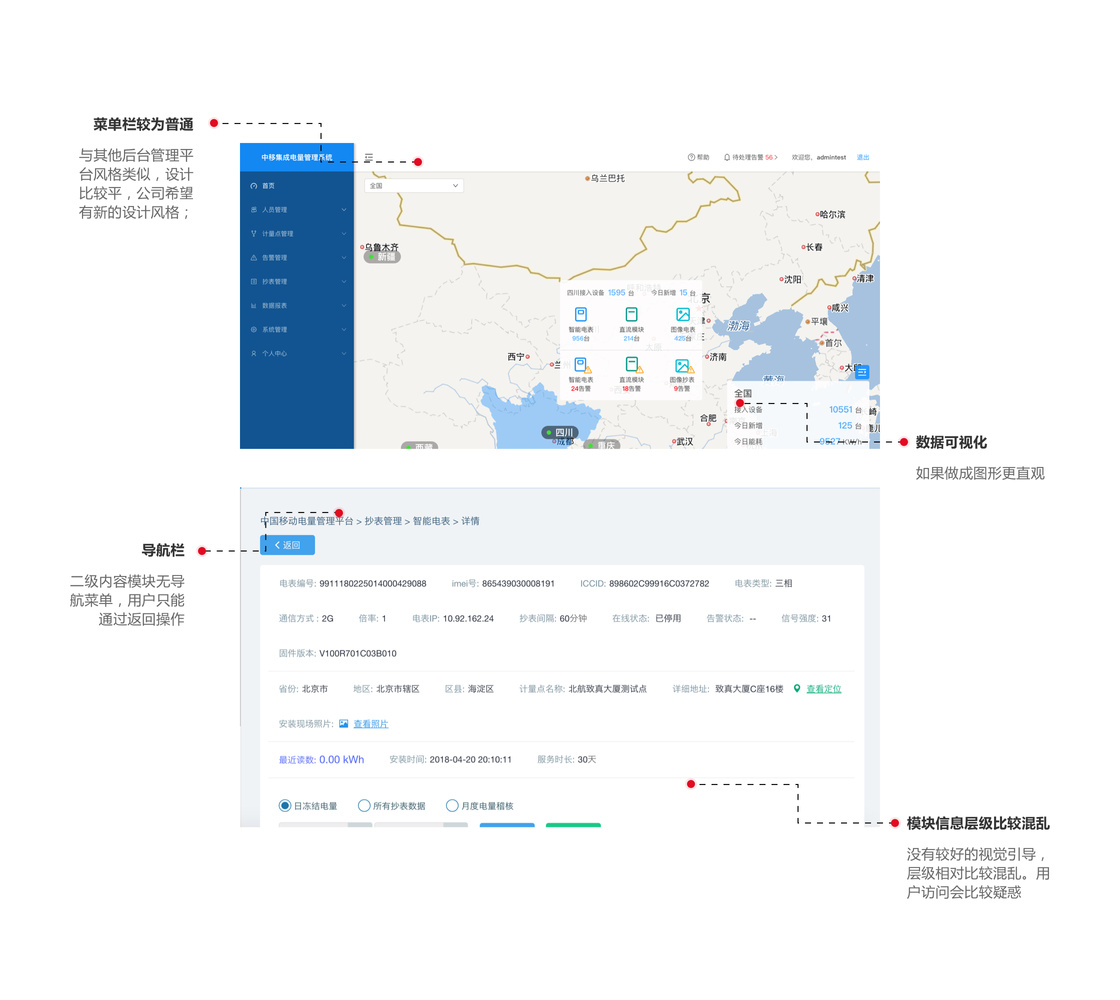 菜单栏较为普通
与其他后台管理平
台风格类似，设计
比较平，公司希望
有新的设计风格；
中移集成电量管理系统
帮助
待处理告警 56
欢迎您，admintest
退出
首页
人员管理
计量点管理
告警管理
抄表管理
数据报表
系统管理
个人中心
全国
乌兰巴托
哈尔滨
长春
乌鲁木齐
新疆
沈阳
清津
咸兴
平壤
首尔
渤海
济南
西宁
黄海
合肥
武汉
四川
成都
重庆
四川接入设备 1595 台 今日新增 15 台
智能电表 直流模块 图像电表
956台 214台 425台
智能电表 直流模块 图像抄表
24告警 18告警 9告警
全国
接入设备 10551 台
今日新增 125 台
今日能耗 9527 KWh
数据可视化
如果做成图形更直观
导航栏
二级内容模块无导
航菜单，用户只能
通过返回操作
中国移动电量管理平台 > 抄表管理 > 智能电表 > 详情
返回
电表编号: 9911180225014000429088 imei号: 865439030008191 ICCID: 898602C99916C0372782 电表类型: 三相
通信方式 : 2G 倍率: 1 电表IP: 10.92.162.24 抄表间隔: 60分钟 在线状态: 已停用 告警状态: -- 信号强度: 31
固件版本: V100R701C03B010
省份: 北京市 地区: 北京市辖区 区县: 海淀区 计量点名称: 北航致真大厦测试点 详细地址: 致真大厦C座16楼 查看定位
安装现场照片: 查看照片
最近读数: 0.00 kWh 安装时间: 2018-04-20 20:10:11 服务时长: 30天
日冻结电量 所有抄表数据 月度电量稽核
模块信息层级比较混乱
没有较好的视觉引导，
层级相对比较混乱。用
户访问会比较疑惑